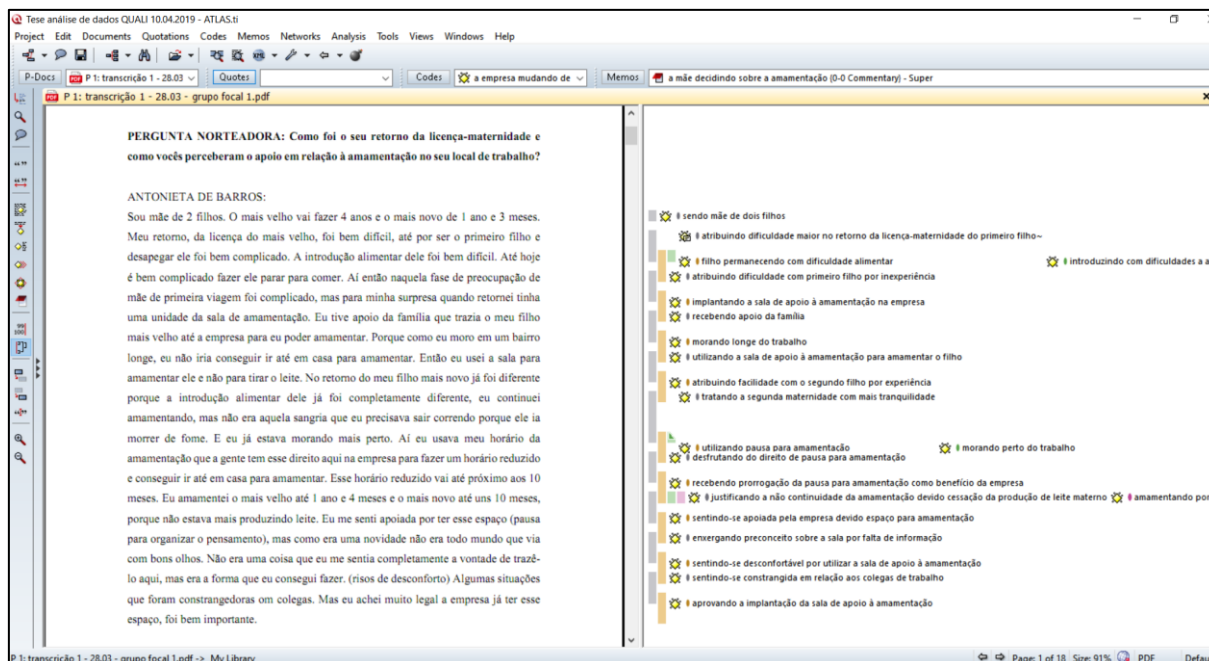 Tese análise de dados QUALI 10.04.2019 - ATLAS.ti
Project Edit Documents Quotations Codes Memos Networks Analysis Tools Views Windows Help
P-Docs P 1: transcrição 1 - 28.03 Quotes Codes a empresa mudando de Memos a mãe decidindo sobre a amamentação (0-0 Commentary) - Super
P 1: transcrição 1 - 28.03 - grupo focal 1.pdf
PERGUNTA NORTEADORA: Como foi o seu retorno da licença-maternidade e
como vocês perceberam o apoio em relação à amamentação no seu local de trabalho?
ANTONIETA DE BARROS:
Sou mãe de 2 filhos. O mais velho vai fazer 4 anos e o mais novo de 1 ano e 3 meses.
Meu retorno, da licença do mais velho, foi bem difícil, até por ser o primeiro filho e
desapegar ele foi bem complicado. A introdução alimentar dele foi bem difícil. Até hoje
é bem complicado fazer ele parar para comer. Aí então naquela fase de preocupação de
mãe de primeira viagem foi complicado, mas para minha surpresa quando retornei tinha
uma unidade da sala de amamentação. Eu tive apoio da família que trazia o meu filho
mais velho até a empresa para eu poder amamentar. Porque como eu moro em um bairro
longe, eu não iria conseguir ir até em casa para amamentar. Então eu usei a sala para
amamentar ele e não para tirar o leite. No retorno do meu filho mais novo já foi diferente
porque a introdução alimentar dele já foi completamente diferente, eu continuei
amamentando, mas não era aquela sangria que eu precisava sair correndo porque ele ia
morrer de fome. E eu já estava morando mais perto. Aí eu usava meu horário da
amamentação que a gente tem esse direito aqui na empresa para fazer um horário reduzido
e conseguir ir até em casa para amamentar. Esse horário reduzido vai até próximo aos 10
meses. Eu amamentei o mais velho até 1 ano e 4 meses e o mais novo até uns 10 meses,
porque não estava mais produzindo leite. Eu me senti apoiada por ter esse espaço (pausa
para organizar o pensamento), mas como era uma novidade não era todo mundo que via
com bons olhos. Não era uma coisa que eu me sentia completamente a vontade de trazê-
lo aqui, mas era a forma que eu consegui fazer. (risos de desconforto) Algumas situações
que foram constrangedoras om colegas. Mas eu achei muito legal a empresa já ter esse
espaço, foi bem importante.
sendo mãe de dois filhos
atribuindo dificuldade maior no retorno da licença-maternidade do primeiro filho~
filho permanecendo com dificuldade alimentar introduzindo com dificuldades a a
atribuindo dificuldade com primeiro filho por inexperiência
implantando a sala de apoio à amamentação na empresa
recebendo apoio da família
morando longe do trabalho
utilizando a sala de apoio à amamentação para amamentar o filho
atribuindo facilidade com o segundo filho por experiência
tratando a segunda maternidade com mais tranquilidade
utilizando pausa para amamentação morando perto do trabalho
desfrutando do direito de pausa para amamentação
recebendo prorrogação da pausa para amamentação como benefício da empresa
justificando a não continuidade da amamentação devido cessação da produção de leite materno amamentando por
sentindo-se apoiada pela empresa devido espaço para amamentação
enxergando preconceito sobre a sala por falta de informação
sentindo-se desconfortável por utilizar a sala de apoio à amamentação
sentindo-se constrangida em relação aos colegas de trabalho
aprovando a implantação da sala de apoio à amamentação
P 1: transcrição 1 - 28.03 - grupo focal 1.pdf -> My Library Page: 1 of 18 Size: 91% PDF Defau